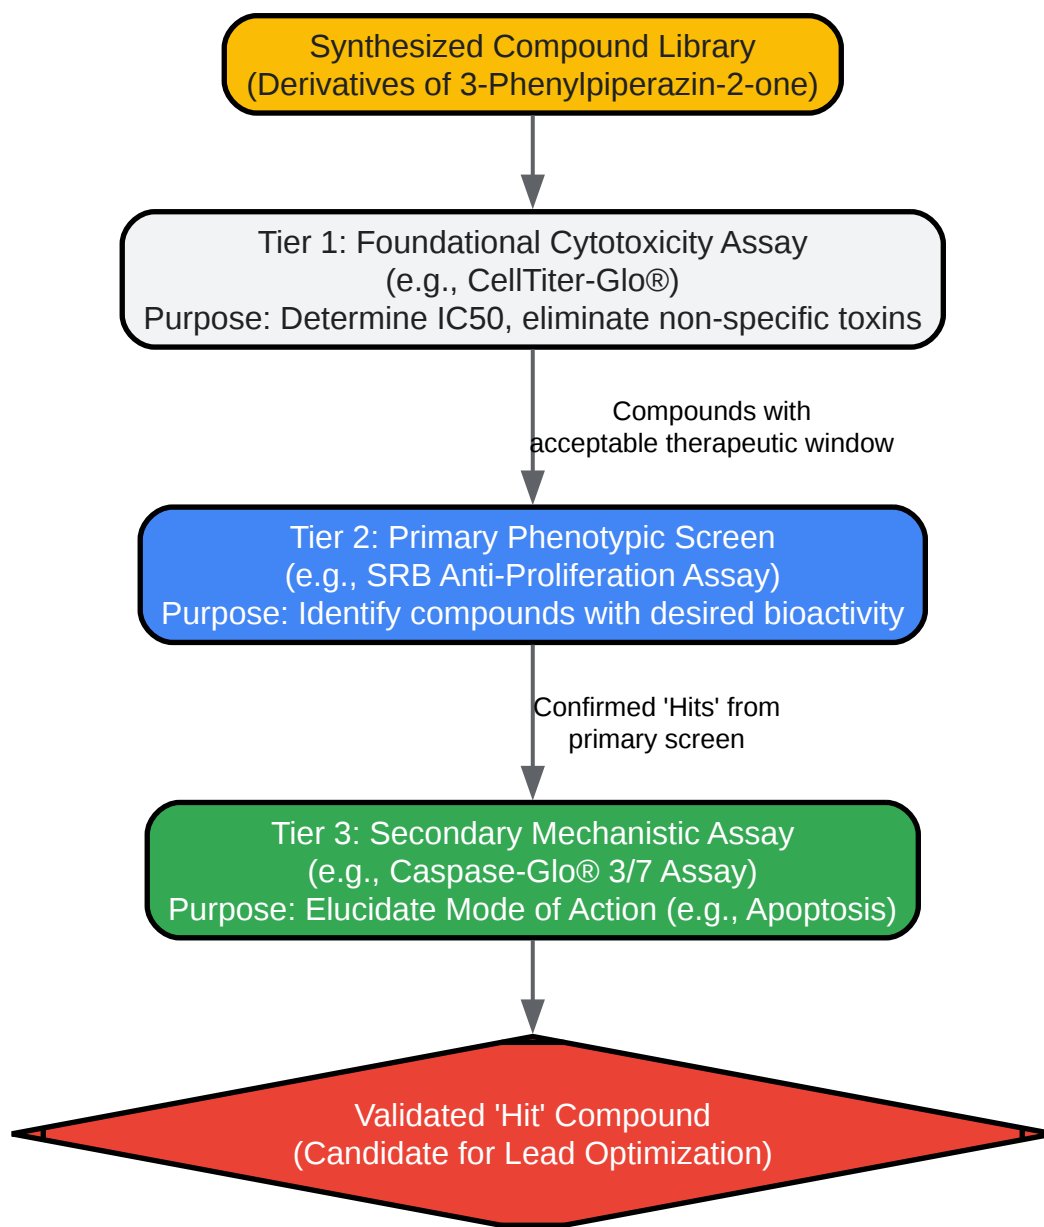 Synthesized Compound Library
(Derivatives of 3-Phenylpiperazin-2-one)
Tier 1: Foundational Cytotoxicity Assay
(e.g., CellTiter-Glo®)
Purpose: Determine IC50, eliminate non-specific toxins
Compounds with
acceptable therapeutic window
Tier 2: Primary Phenotypic Screen
(e.g., SRB Anti-Proliferation Assay)
Purpose: Identify compounds with desired bioactivity
Confirmed 'Hits' from
primary screen
Tier 3: Secondary Mechanistic Assay
(e.g., Caspase-Glo® 3/7 Assay)
Purpose: Elucidate Mode of Action (e.g., Apoptosis)
Validated 'Hit' Compound
(Candidate for Lead Optimization)